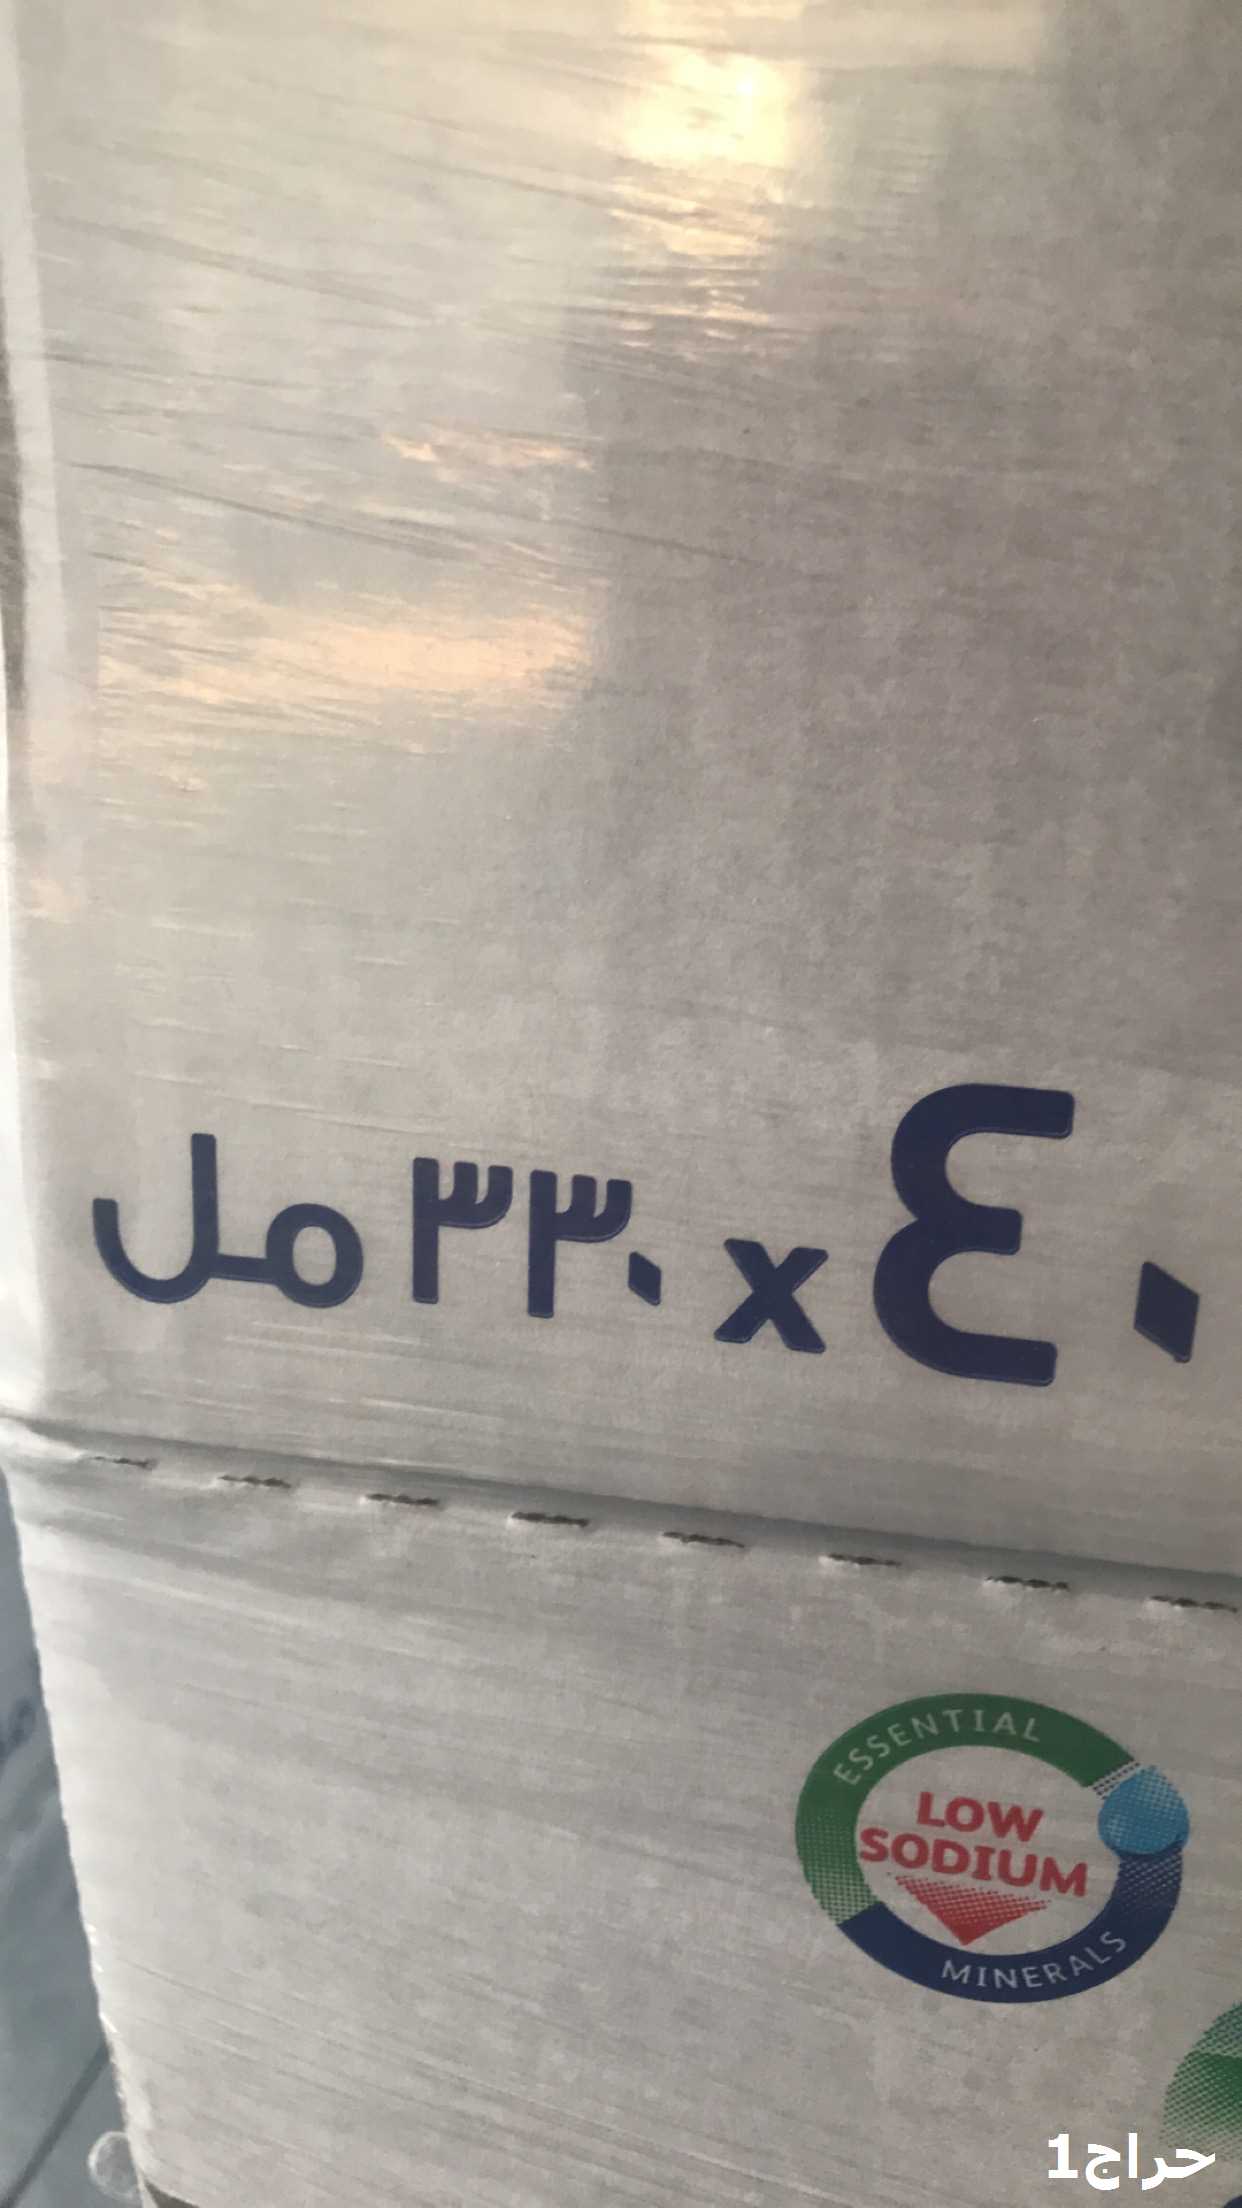 ٤٠ x ٣٣٠ مل
ESSENTIAL
LOW
SODIUM
MINERALS
حراج1